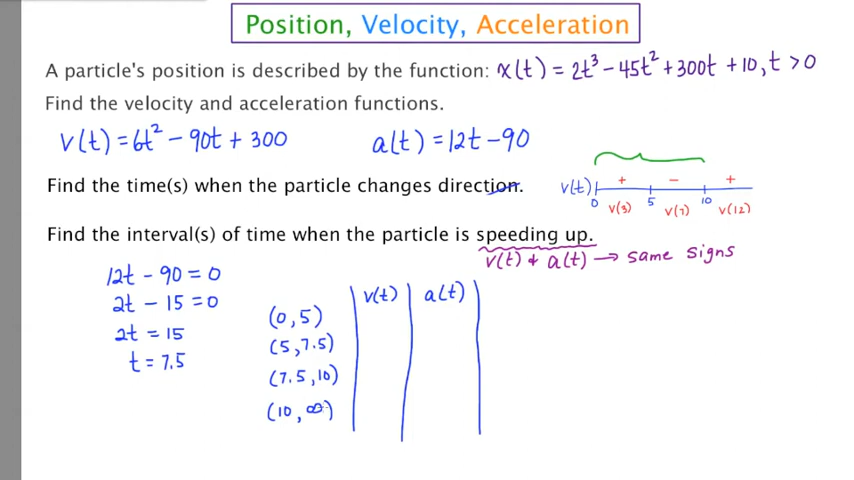 Position, Velocity, Acceleration
A particle's position is described by the function: x(t) = 2t³ - 45t² + 300t + 10, t > 0
Find the velocity and acceleration functions.
v(t) = 6t² - 90t + 300 a(t) = 12t - 90
Find the time(s) when the particle changes direction.
v(t) + - +
0 5 10
v(3) v(7) v(12)
Find the interval(s) of time when the particle is speeding up.
v(t) & a(t) → same signs
12t - 90 = 0
2t - 15 = 0
2t = 15
t = 7.5
v(t) a(t)
(0, 5)
(5, 7.5)
(7.5, 10)
(10, ∞)